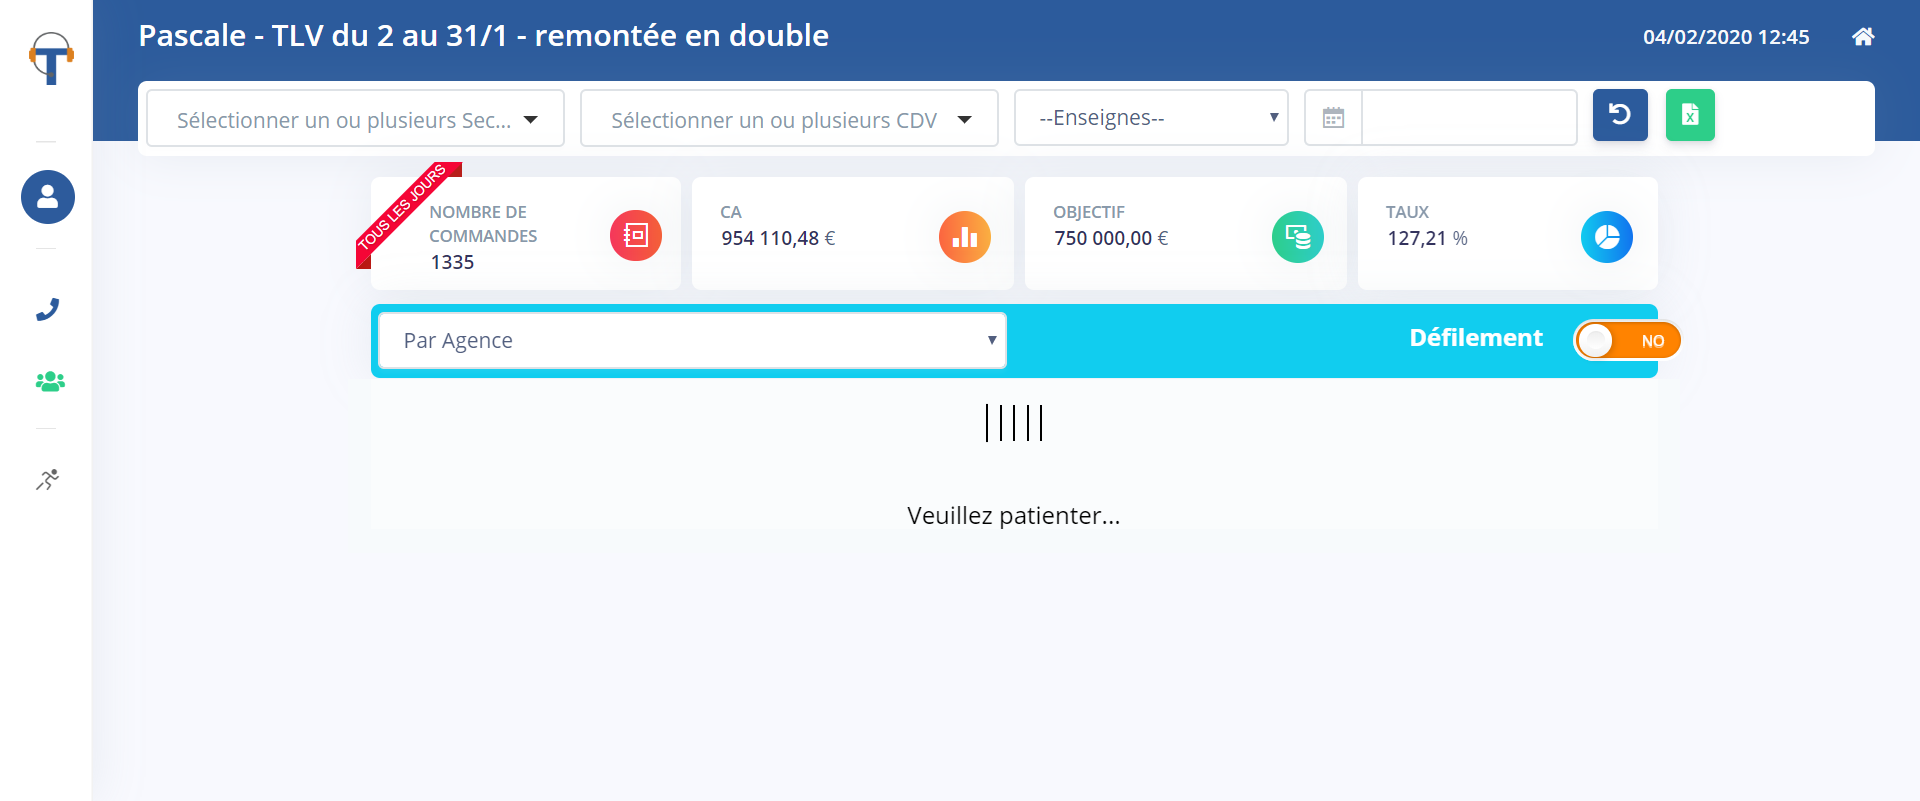 Pascale - TLV du 2 au 31/1 - remontée en double
04/02/2020 12:45
Sélectionner un ou plusieurs Sec...
Sélectionner un ou plusieurs CDV
--Enseignes--
TOUS LES JOURS
NOMBRE DE
COMMANDES
1335
CA
954 110,48 €
OBJECTIF
750 000,00 €
TAUX
127,21 %
Par Agence
Défilement
NO
Veuillez patienter...